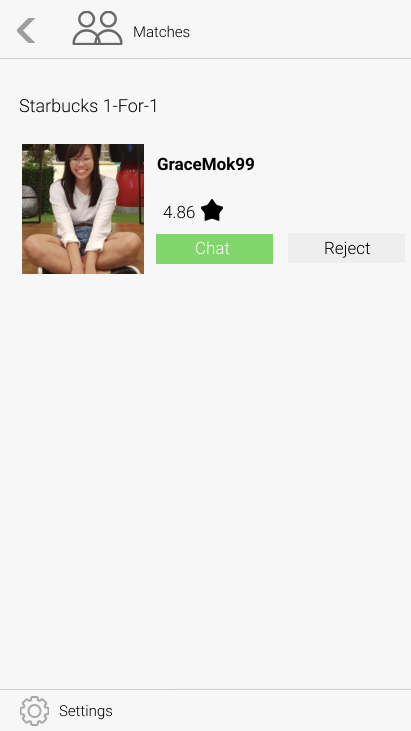 Matches
Starbucks 1-For-1
GraceMok99
4.86
Chat
Reject
Settings